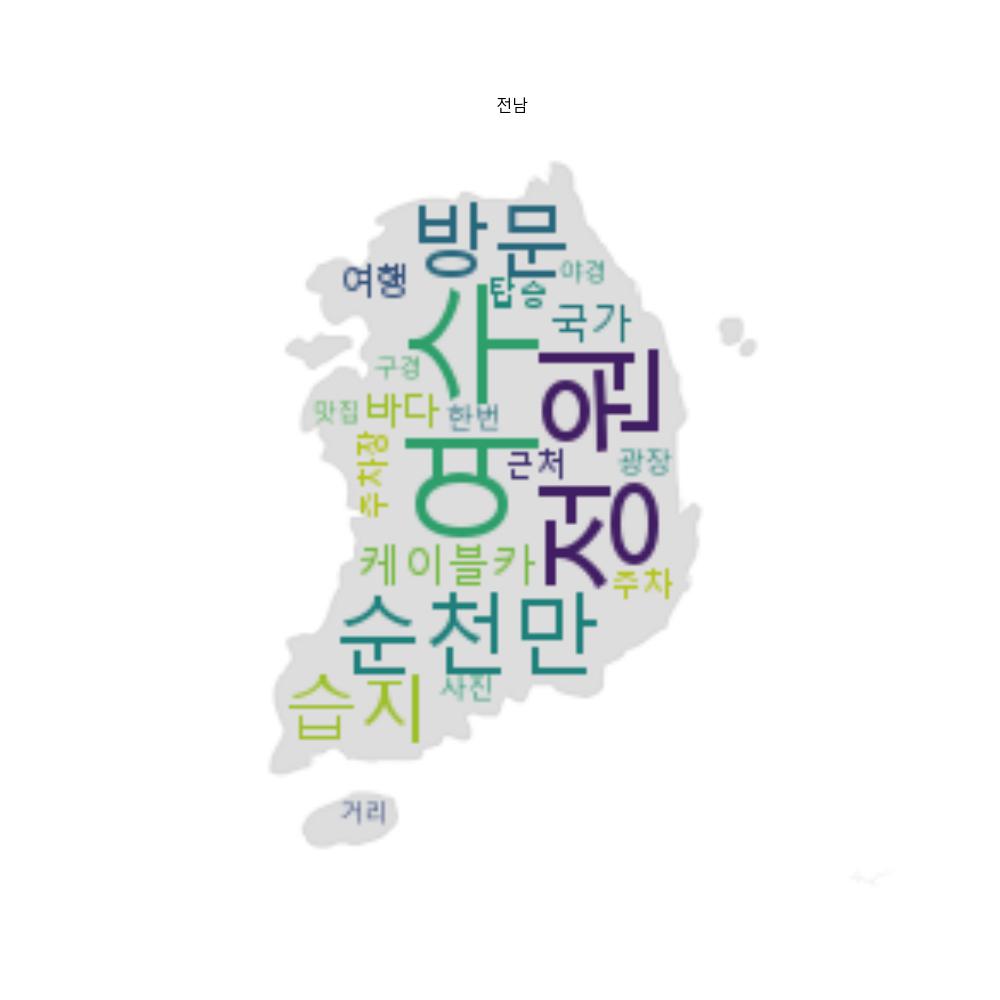 전남
방문
여행
탑승
야경
국가
여수
정원
구경
맛집
바다
한번
주차장
근처
광장
케이블카
주차
순천만
습지
사진
거리